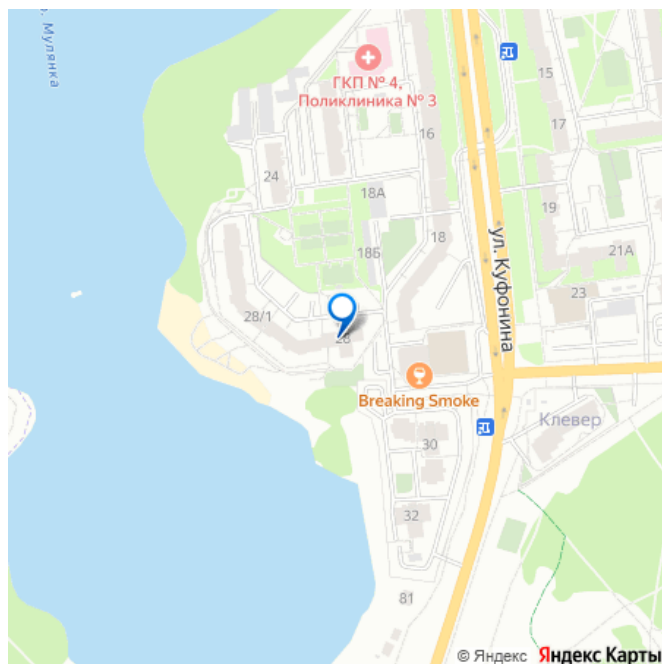 р. Мулянка
ГКП № 4,
Поликлиника № 3
15
17
16
24
18А
19
18
18Б
21А
ул. Куфонина
23
28/1
28
Breaking Smoke
Клевер
30
32
81
© Яндекс Яндекс Карты